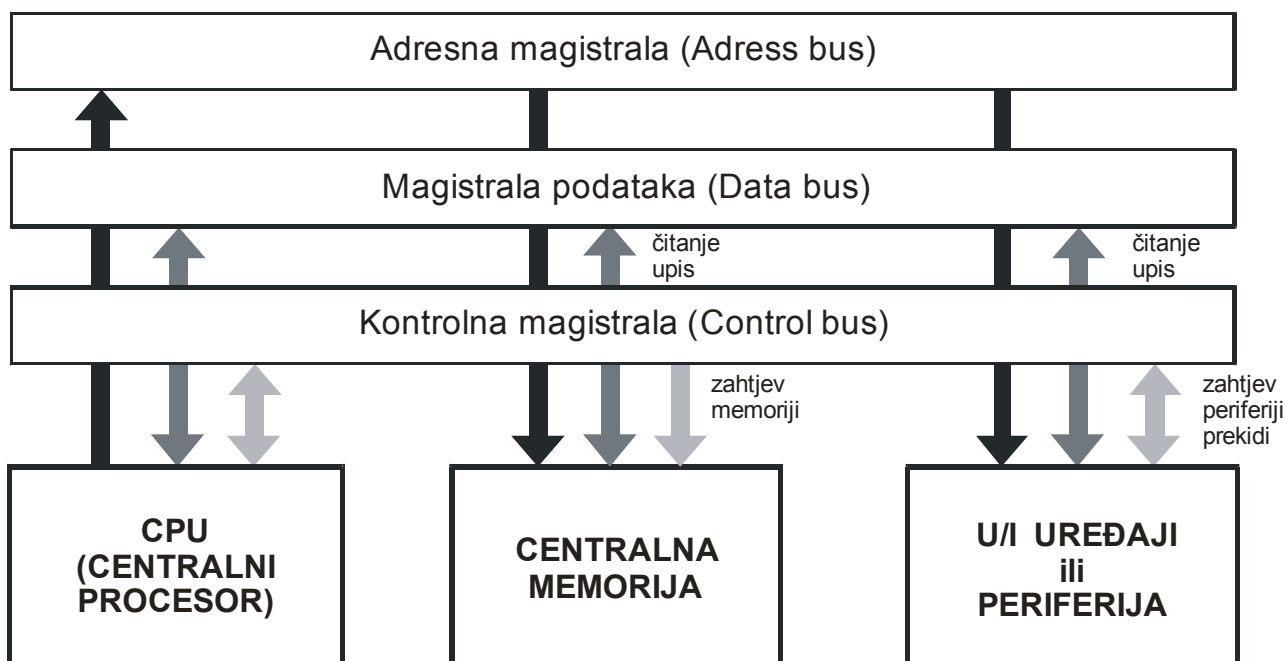 Adresna magistrala (Adress bus)
Magistrala podataka (Data bus)
čitanje
upis
čitanje
upis
Kontrolna magistrala (Control bus)
zahtjev
memoriji
zahtjev
periferiji
prekidi
CPU
(CENTRALNI
PROCESOR)
CENTRALNA
MEMORIJA
U/I UREĐAJI
ili
PERIFERIJA